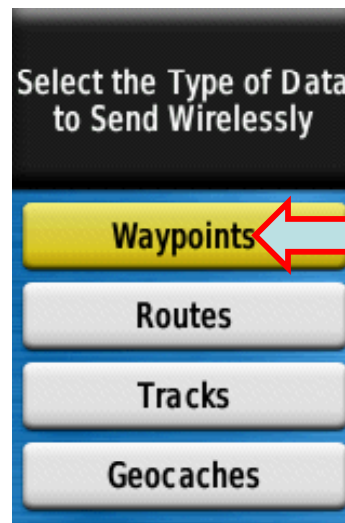 Select the Type of Data
to Send Wirelessly
Waypoints
Routes
Tracks
Geocaches